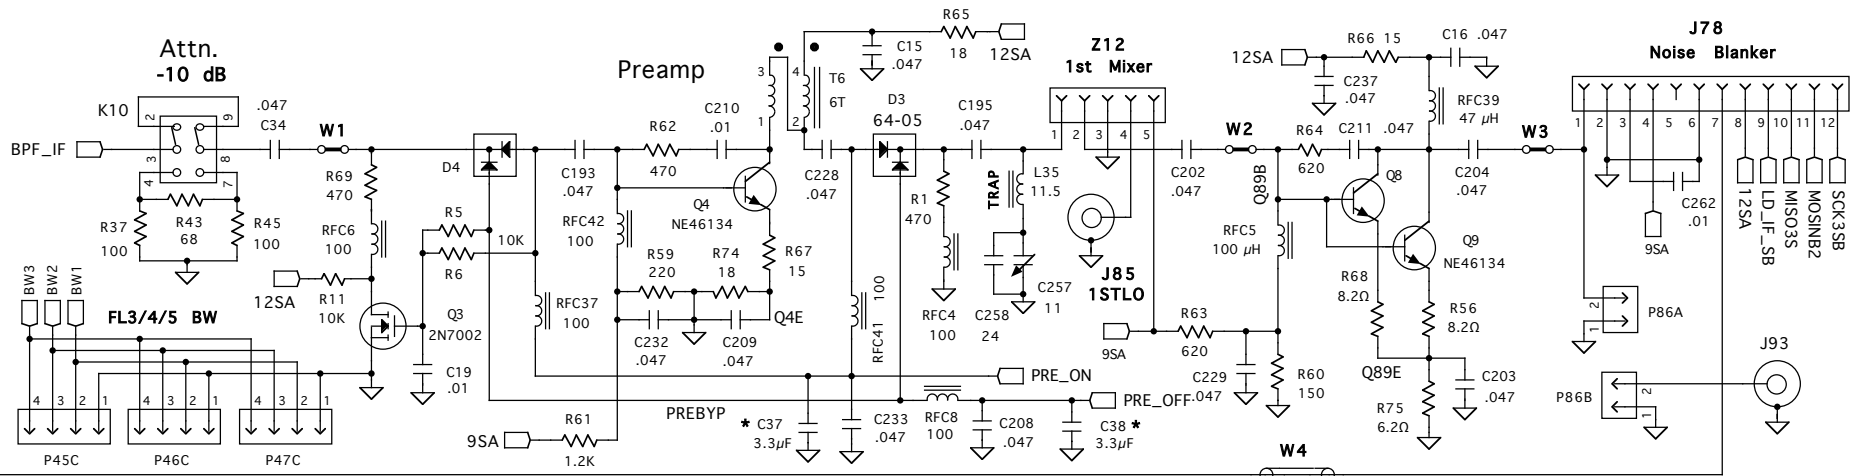 Attn.
-10 dB
K10
2
9
3
8
4
7
BPF_IF
.047
C34
W1
R43
68
R37
100
R45
100
R69
470
RFC6
100
12SA
R11
10K
BW3
BW2
BW1
FL3/4/5 BW
Q3
2N7002
C19
.01
4 3 2 1
4 3 2 1
4 3 2 1
P45C
P46C
P47C
D4
R5
10K
R6
RFC37
100
C193
.047
Preamp
R62
470
C210
.01
RFC42
100
Q4
NE46134
R59
220
R74
18
R67
15
C232
.047
C209
.047
Q4E
9SA
R61
1.2K
PREBYP
3
4
1
2
T6
6T
C15
.047
R65
18
12SA
D3
64-05
C228
.047
RFC41
100
R1
470
RFC4
100
C195
.047
TRAP
L35
11.5
C257
11
C258
24
PRE_ON
PRE_OFF
* C37
3.3µF
C233
.047
RFC8
100
C208
.047
C38 *
3.3µF
Z12
1st Mixer
1 2 3 4 5
J85
1STLO
9SA
R63
620
C229
.047
C202
.047
W2
Q89B
R64
620
C211 .047
RFC5
100 µH
R60
150
12SA
C237
.047
R66 15
C16 .047
RFC39
47 µH
Q8
Q9
NE46134
R68
8.2Ω
R56
8.2Ω
Q89E
R75
6.2Ω
C203
.047
C204
.047
W3
J78
Noise Blanker
1 2 3 4 5 6 7 8 9 10 11 12
C262
.01
9SA
12SA
LD_IF_SB
MISO3S
MOSINB2
SCK3SB
2
1
P86A
P86B
2
1
J93
W4